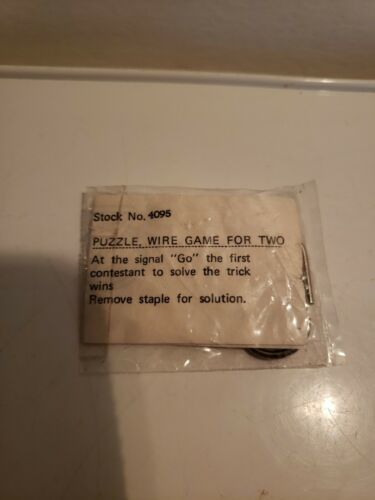 Stock No. 4095
PUZZLE, WIRE GAME FOR TWO
At the signal "Go" the first
contestant to solve the trick
wins
Remove staple for solution.